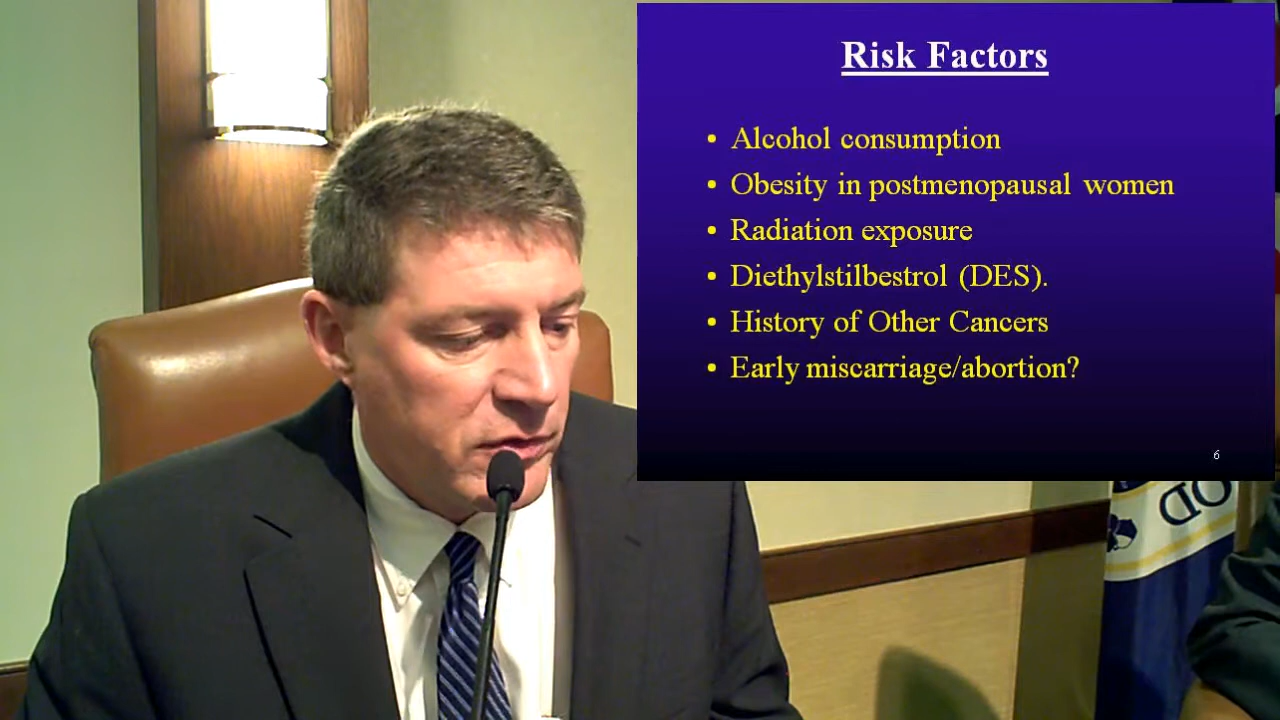 Risk Factors
• Alcohol consumption
• Obesity in postmenopausal women
• Radiation exposure
• Diethylstilbestrol (DES).
• History of Other Cancers
• Early miscarriage/abortion?
6
OD